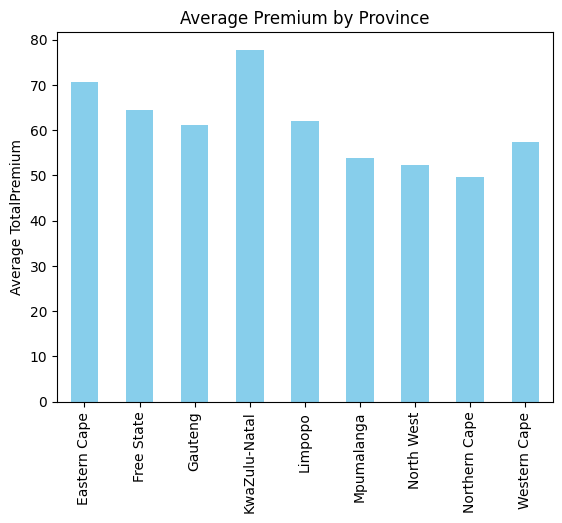 Average Premium by Province
Average TotalPremium
80
70
60
50
40
30
20
10
0
Eastern Cape
Free State
Gauteng
KwaZulu-Natal
Limpopo
Mpumalanga
North West
Northern Cape
Western Cape